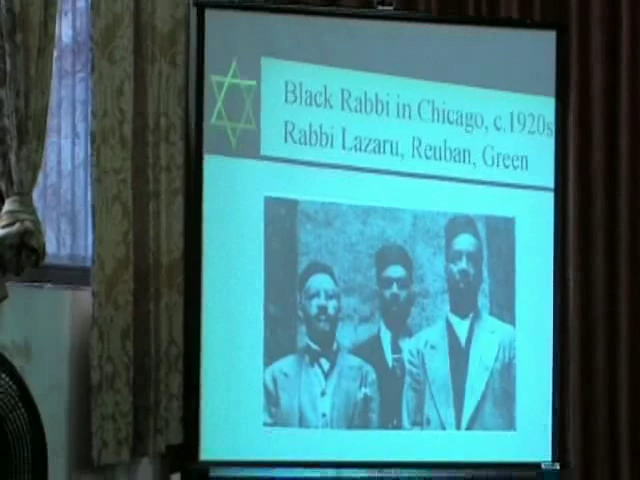 Black Rabbi in Chicago, c.1920s
Rabbi Lazaru, Reuban, Green